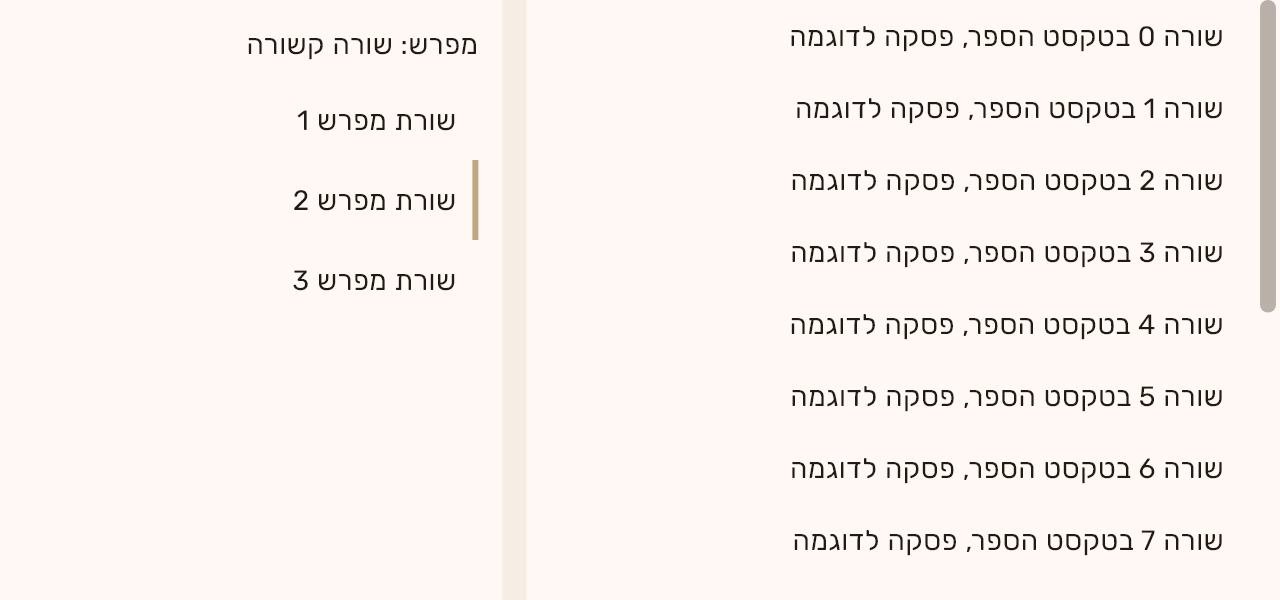 שורה 0 בטקסט הספר, פסקה לדוגמה
שורה 1 בטקסט הספר, פסקה לדוגמה
שורה 2 בטקסט הספר, פסקה לדוגמה
שורה 3 בטקסט הספר, פסקה לדוגמה
שורה 4 בטקסט הספר, פסקה לדוגמה
שורה 5 בטקסט הספר, פסקה לדוגמה
שורה 6 בטקסט הספר, פסקה לדוגמה
שורה 7 בטקסט הספר, פסקה לדוגמה
מפרש: שורה קשורה
שורת מפרש 1
שורת מפרש 2
שורת מפרש 3